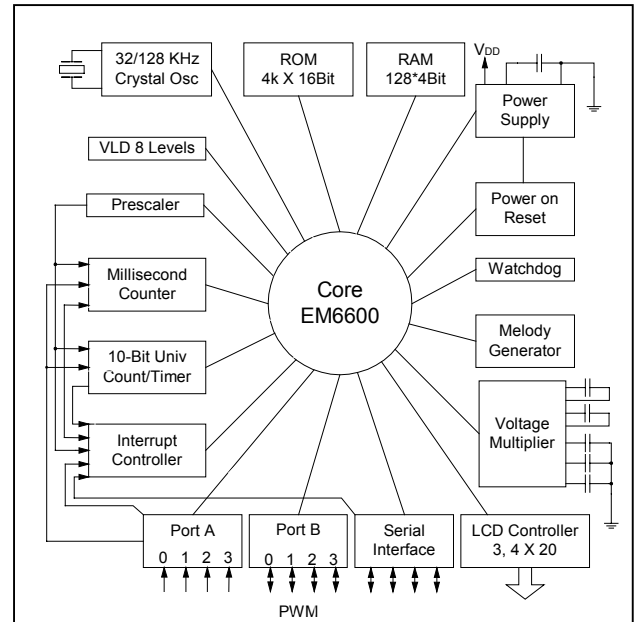 32/128 KHz
Crystal Osc
ROM
4k X 16Bit
RAM
128*4Bit
VDD
Power
Supply
VLD 8 Levels
Prescaler
Power on
Reset
Millisecond
Counter
Core
EM6600
Watchdog
10-Bit Univ
Count/Timer
Melody
Generator
Interrupt
Controller
Voltage
Multiplier
Port A
0 1 2 3
Port B
0 1 2 3
Serial
Interface
LCD Controller
3, 4 X 20
PWM